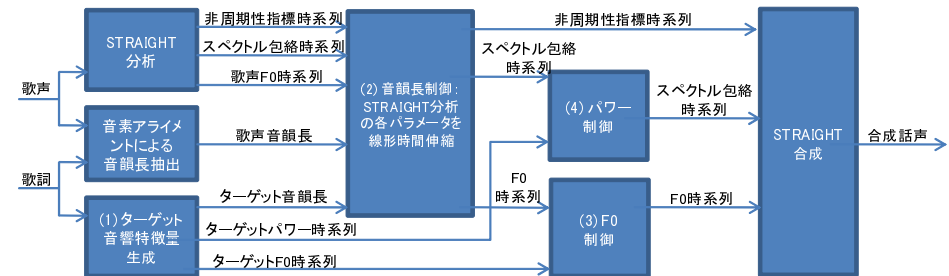 歌声
歌詞
STRAIGHT
分析
音素アライメ
ントによる
音韻長抽出
(1)ターゲット
音響特徴量
生成
非周期性指標時系列
スペクトル包絡時系列
歌声F0時系列
歌声音韻長
ターゲット音韻長
ターゲットパワー時系列
ターゲットF0時系列
(2)音韻長制御：
STRAIGHT分析
の各パラメータを
線形時間伸縮
非周期性指標時系列
スペクトル包絡
時系列
F0
時系列
(4)パワー
制御
(3)F0
制御
スペクトル包絡
時系列
F0時系列
STRAIGHT
合成
合成話声